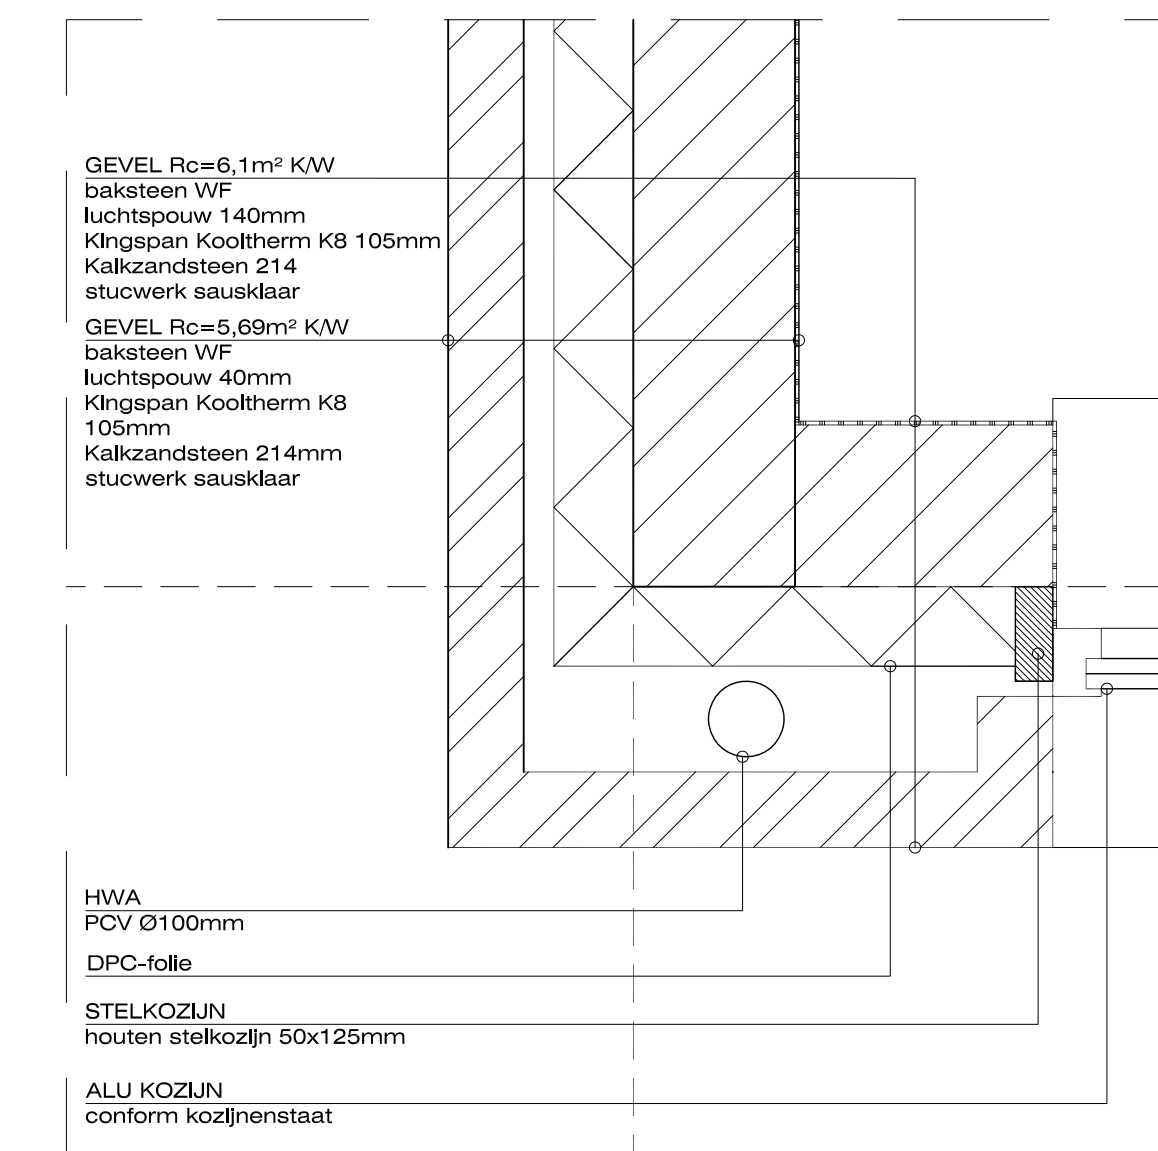 GEVEL Rc=6,1m² K/W
baksteen WF
luchtspouw 140mm
Kingspan Kooltherm K8 105mm
Kalkzandsteen 214
stucwerk sausklaar
GEVEL Rc=5,69m² K/W
baksteen WF
luchtspouw 40mm
Kingspan Kooltherm K8
105mm
Kalkzandsteen 214mm
stucwerk sausklaar
HWA
PCV Ø100mm
DPC-folie
STELKOZIJN
houten stelkozijn 50x125mm
ALU KOZIJN
conform kozijnenstaat